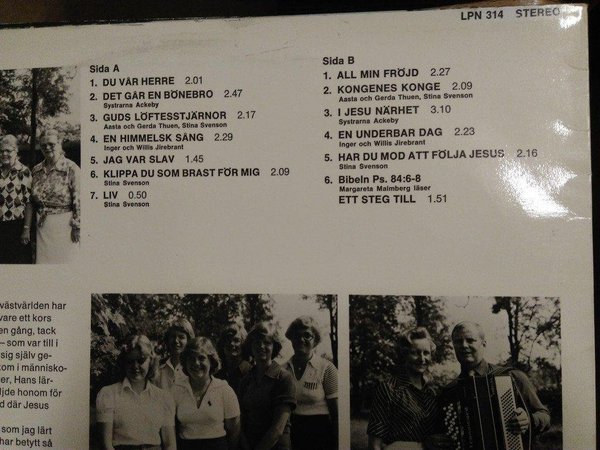 LPN 314 STEREO
Sida A
1. DU VÅR HERRE 2.01
2. DET GÅR EN BÖNEBRO 2.47
Systrarna Ackeby
3. GUDS LÖFTESSTJÄRNOR 2.17
Aasta och Gerda Thuen, Stina Svenson
4. EN HIMMELSK SÅNG 2.29
Inger och Willis Jirebrant
5. JAG VAR SLAV 1.45
6. KLIPPA DU SOM BRAST FÖR MIG 2.09
Stina Svenson
7. LIV 0.50
Stina Svenson
Sida B
1. ALL MIN FRÖJD 2.27
2. KONGENES KONGE 2.09
Aasta och Gerda Thuen, Stina Svenson
3. I JESU NÄRHET 3.10
Systrarna Ackeby
4. EN UNDERBAR DAG 2.23
Inger och Willis Jirebrant
5. HAR DU MOD ATT FÖLJA JESUS 2.16
Stina Svenson
6. Bibeln Ps. 84:6-8
Margareta Malmberg läser
ETT STEG TILL 1.51
västvärlden har
vare ett kors
en gång, tack
– som var till i
sig själv ge-
kom i människo-
er, Hans lär-
ljde honom för
d där Jesus
som jag lärt
har betytt så